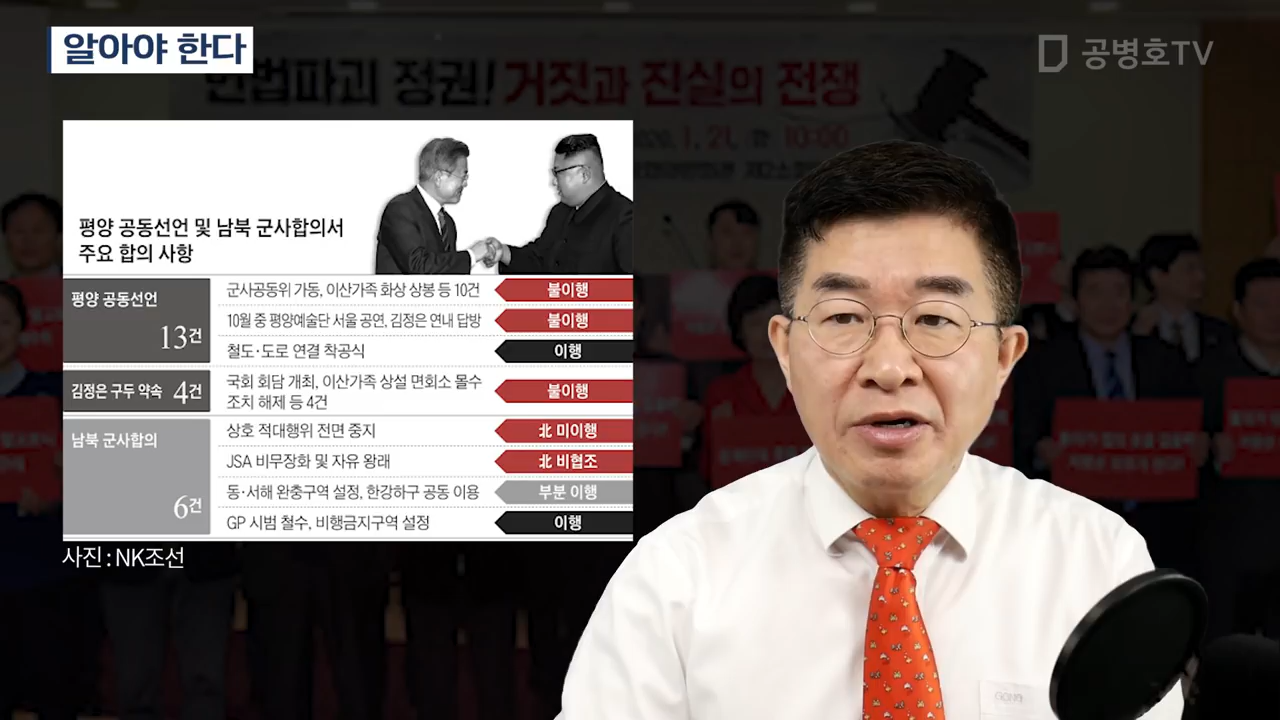 알아야 한다
공병호TV
헌법파괴 정권! 거짓과 진실의 전쟁
평양 공동선언 및 남북 군사합의서
주요 합의 사항
평양 공동선언
13건
군사공동위 가동, 이산가족 화상 상봉 등 10건
불이행
10월 중 평양예술단 서울 공연, 김정은 연내 답방
불이행
철도·도로 연결 착공식
이행
김정은 구두 약속 4건
국회 회담 개최, 이산가족 상설 면회소 몰수
조치 해제 등 4건
불이행
남북 군사합의
6건
상호 적대행위 전면 중지
北 미이행
JSA 비무장화 및 자유 왕래
北 비협조
동·서해 완충구역 설정, 한강하구 공동 이용
부분 이행
GP 시범 철수, 비행금지구역 설정
이행
사진 : NK조선